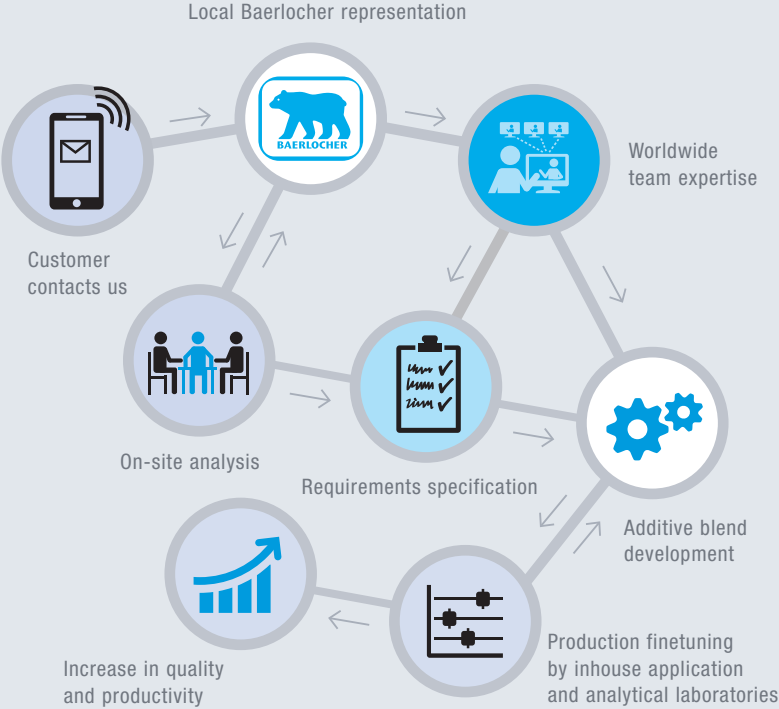 Local Baerlocher representation
BAERLOCHER
Worldwide
team expertise
Customer
contacts us
On-site analysis
Requirements specification
Additive blend
development
Production finetuning
by inhouse application
and analytical laboratories
Increase in quality
and productivity